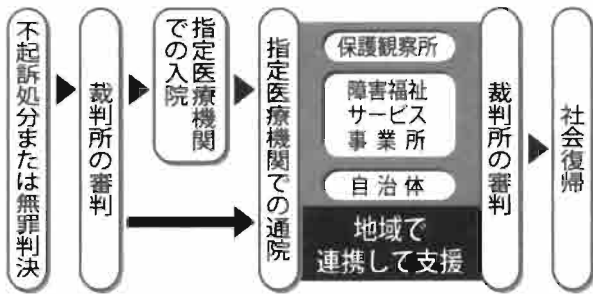 不起訴処分または無罪判決
裁判所の審判
指定医療機関
での入院
指定医療機関での通院
保護観察所
障害福祉
サービス
事業所
自治体
地域で
連携して支援
裁判所の審判
社会復帰